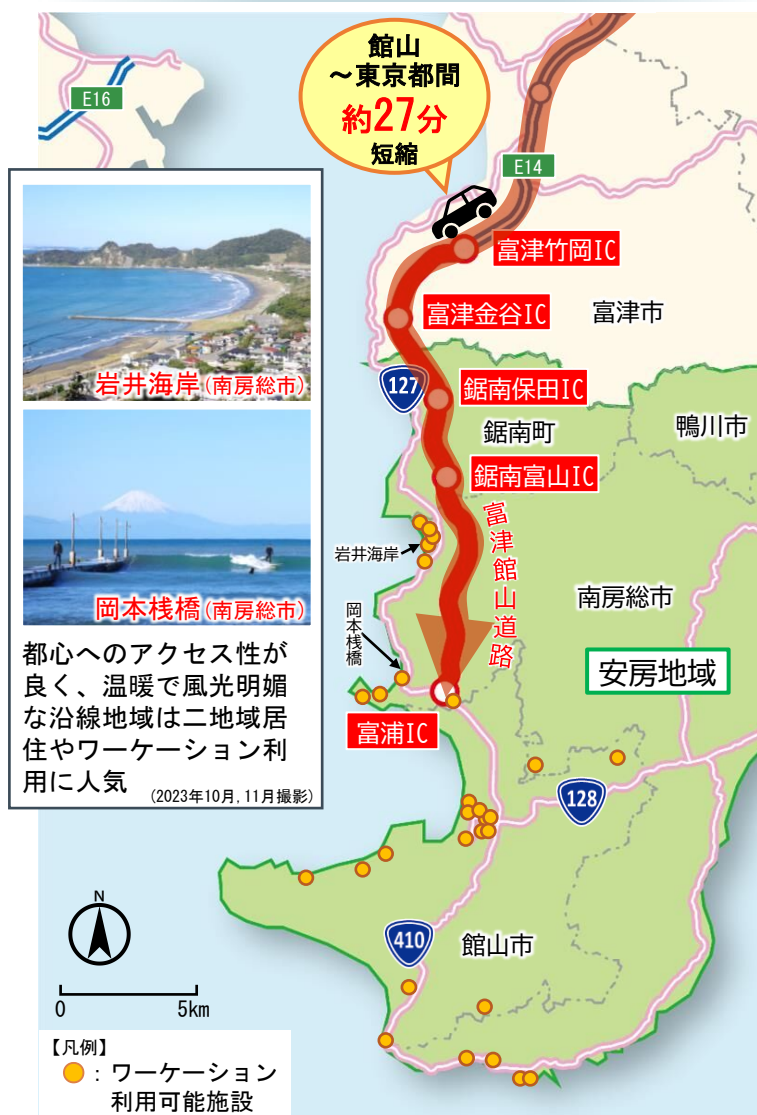 館山
~東京都間
約27分
短縮
E16
E14
富津竹岡IC
富津金谷IC
富津市
127
鋸南保田IC
鋸南町
鴨川市
鋸南富山IC
岩井海岸
富津館山道路
岡本桟橋
南房総市
安房地域
富浦IC
128
410
館山市
岩井海岸(南房総市)
岡本桟橋(南房総市)
都心へのアクセス性が
良く、温暖で風光明媚
な沿線地域は二地域居
住やワーケーション利
用に人気
(2023年10月,11月撮影)
N
0 5km
【凡例】
:ワーケーション
利用可能施設